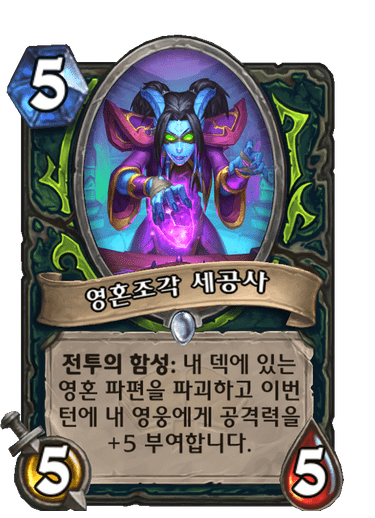 5
영혼조각 세공사
전투의 함성: 내 덱에 있는
영혼 파편을 파괴하고 이번
턴에 내 영웅에게 공격력을
+5 부여합니다.
5
5